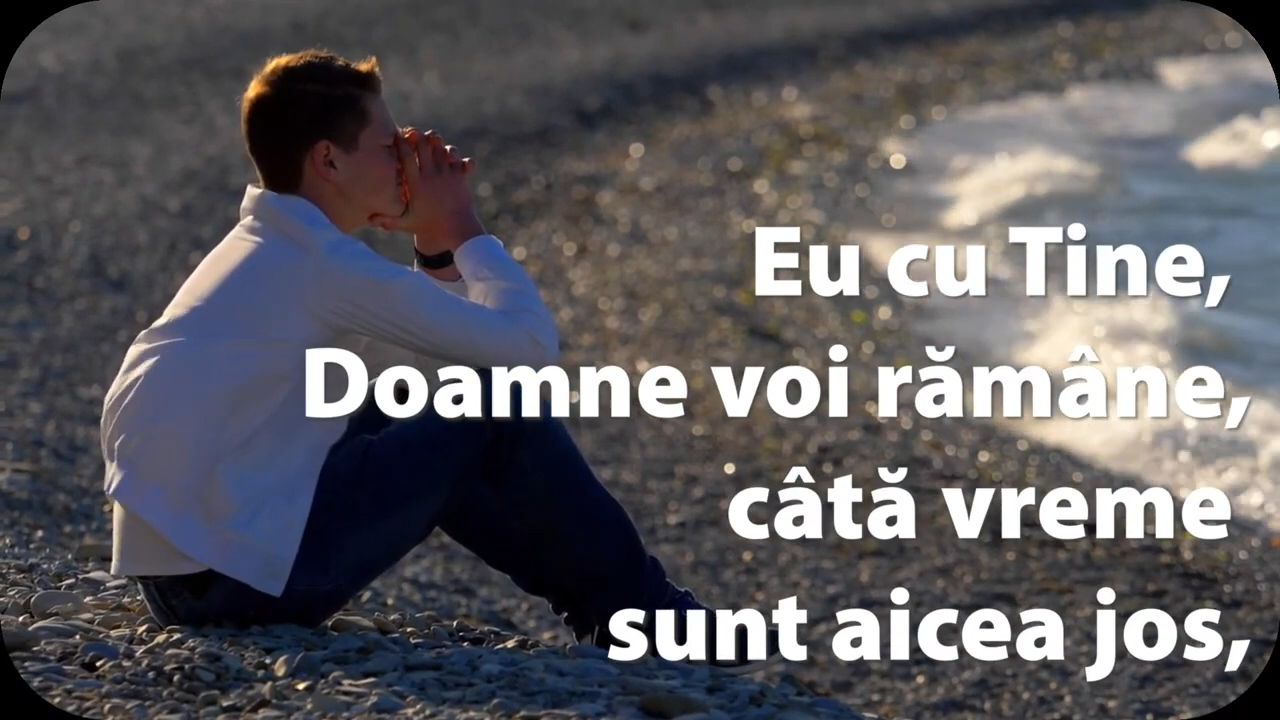 Eu cu Tine,
Doamne voi rămâne,
câtă vreme
sunt aicea jos,